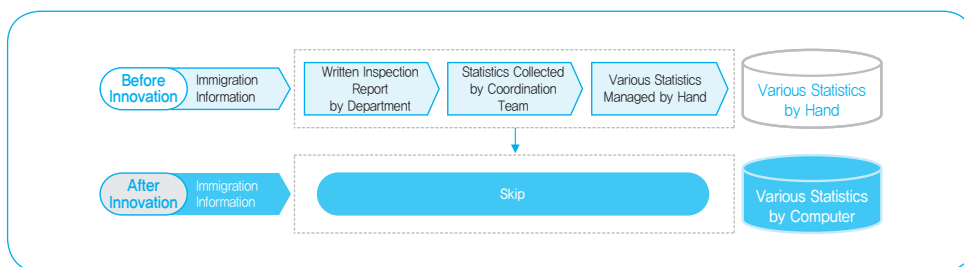 Before
Innovation
Immigration
Information
Written Inspection
Report
by Department
Statistics Collected
by Coordination
Team
Various Statistics
Managed by Hand
Various Statistics
by Hand
After
Innovation
Immigration
Information
Skip
Various Statistics
by Computer